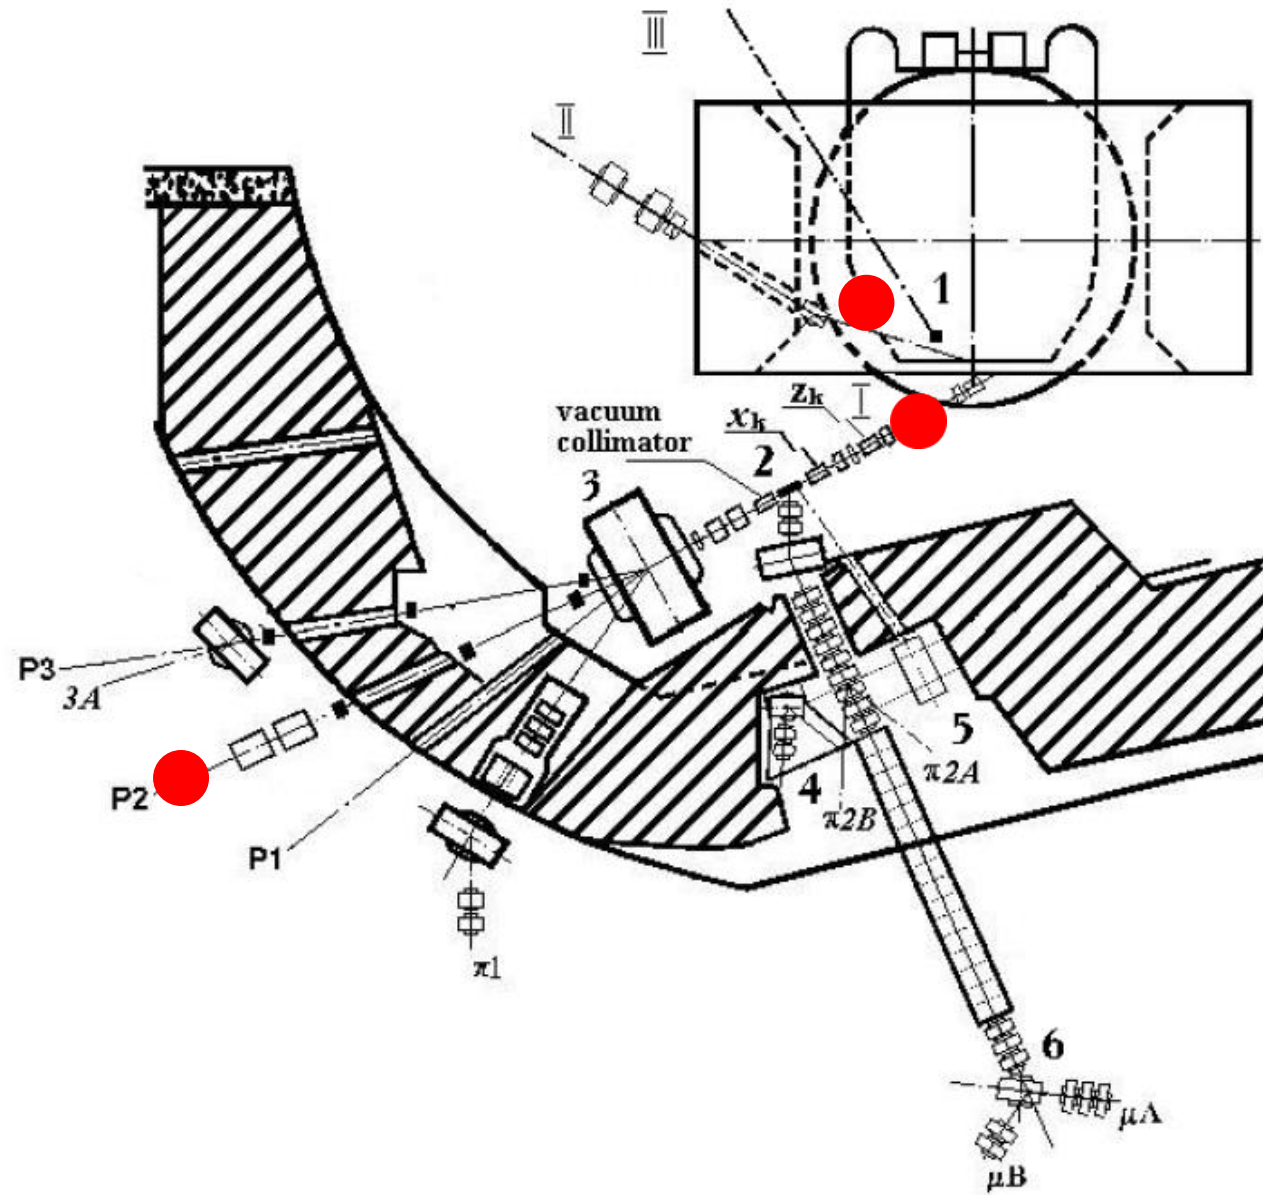 III
II
1
I
zk
xk
vacuum
collimator
2
3
P3
3A
5
π2A
P2
4
π2B
P1
π1
6
μA
μB